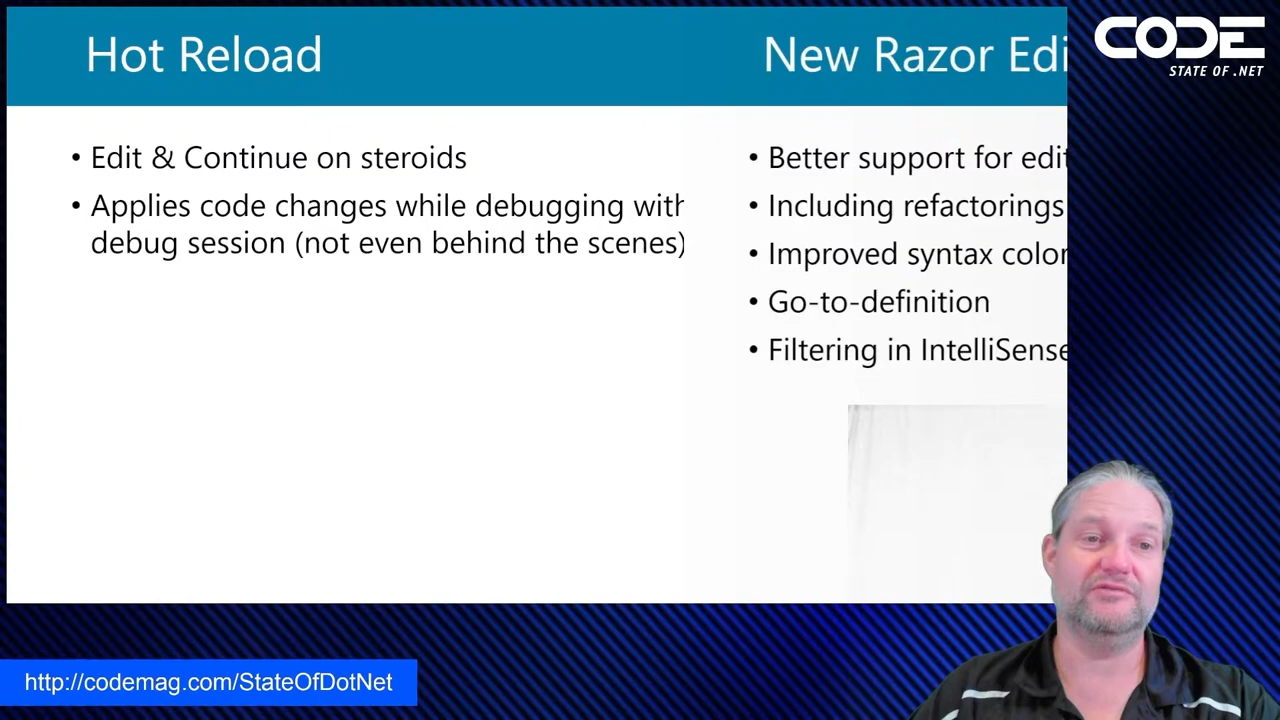 Hot Reload
• Edit & Continue on steroids
• Applies code changes while debugging with
debug session (not even behind the scenes)
New Razor Edi
• Better support for edit
• Including refactorings
• Improved syntax color
• Go-to-definition
• Filtering in IntelliSense
CODE
STATE OF .NET
http://codemag.com/StateOfDotNet